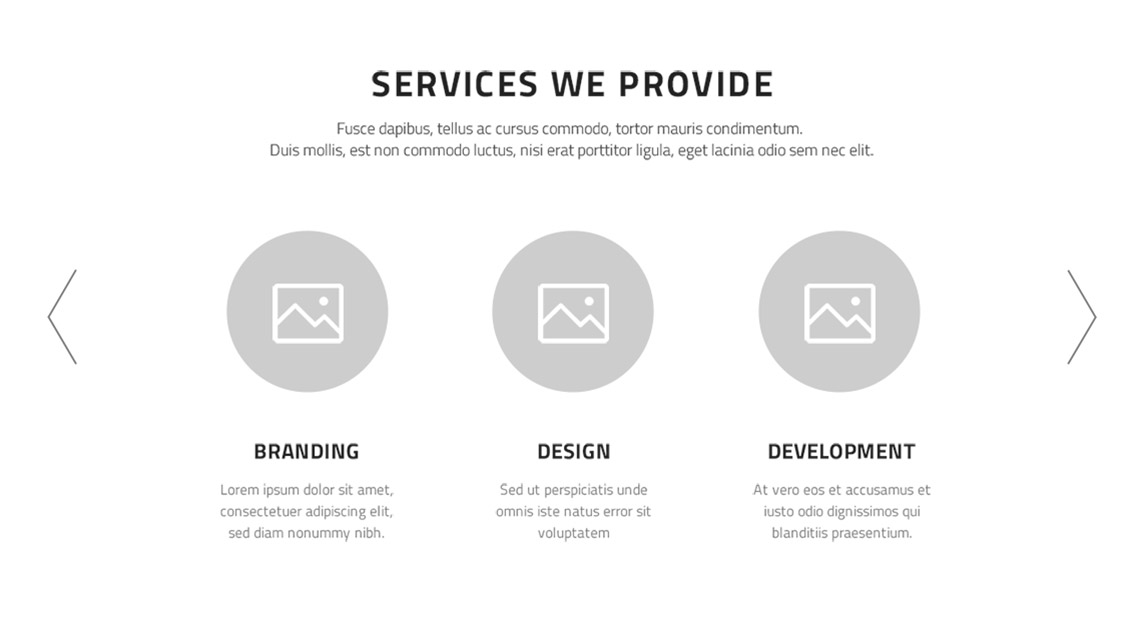 SERVICES WE PROVIDE
Fusce dapibus, tellus ac cursus commodo, tortor mauris condimentum.
Duis mollis, est non commodo luctus, nisi erat porttitor ligula, eget lacinia odio sem nec elit.
BRANDING
Lorem ipsum dolor sit amet,
consectetuer adipiscing elit,
sed diam nonummy nibh.
DESIGN
Sed ut perspiciatis unde
omnis iste natus error sit
voluptatem
DEVELOPMENT
At vero eos et accusamus et
iusto odio dignissimos qui
blanditiis praesentium.